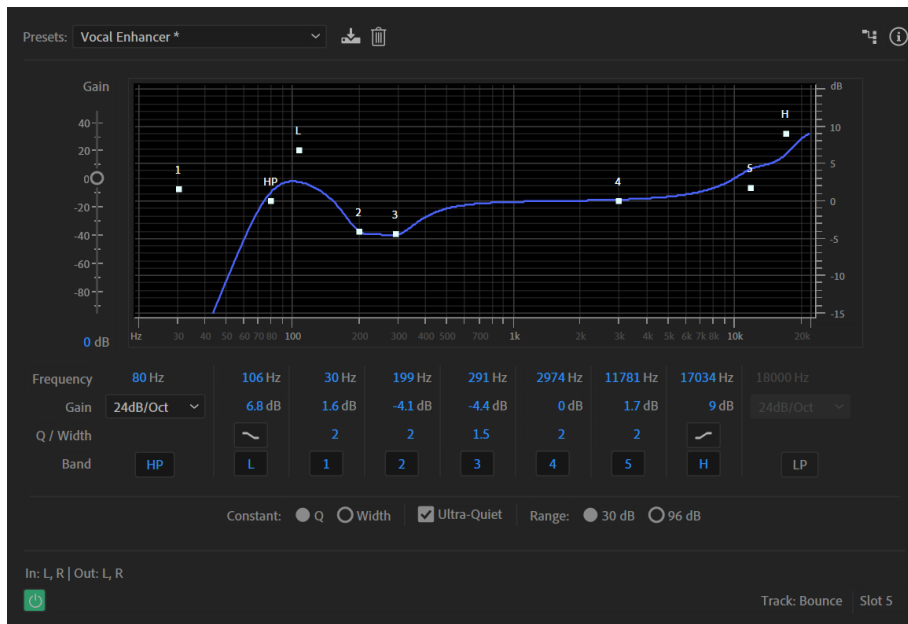 Presets: Vocal Enhancer *
Gain
dB
40
20
0
-20
-40
-60
-80
0 dB
10
5
0
-5
-10
-15
1
HP
L
2
3
4
S
H
Hz 30 40 50 60 70 80 100 200 300 400 500 700 1k 2k 3k 4k 5k 6k 7k 8k 10k 20k
Frequency 80 Hz 106 Hz 30 Hz 199 Hz 291 Hz 2974 Hz 11781 Hz 17034 Hz 18000 Hz
Gain 24dB/Oct 6.8 dB 1.6 dB -4.1 dB -4.4 dB 0 dB 1.7 dB 9 dB 24dB/Oct
Q / Width 2 2 1.5 2 2
Band HP L 1 2 3 4 5 H LP
Constant: Q Width Ultra-Quiet Range: 30 dB 96 dB
In: L, R | Out: L, R
Track: Bounce Slot 5